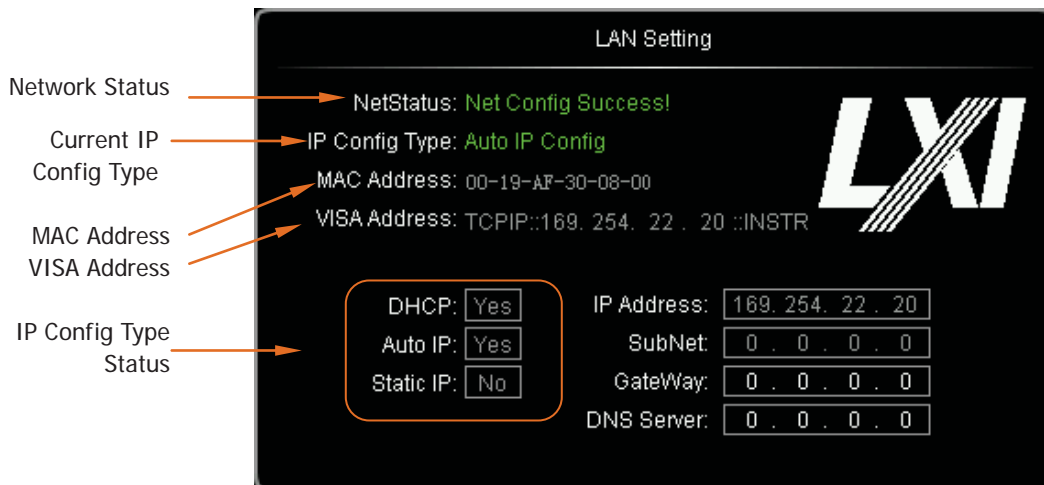 LAN Setting
Network Status
NetStatus: Net Config Success!
Current IP
Config Type
IP Config Type: Auto IP Config
MAC Address
MAC Address: 00-19-AF-30-08-00
VISA Address
VISA Address: TCPIP::169. 254. 22 . 20 ::INSTR
LXI
IP Config Type
Status
DHCP: Yes
Auto IP: Yes
Static IP: No
IP Address: 169. 254. 22 . 20
SubNet: 0 . 0 . 0 . 0
GateWay: 0 . 0 . 0 . 0
DNS Server: 0 . 0 . 0 . 0